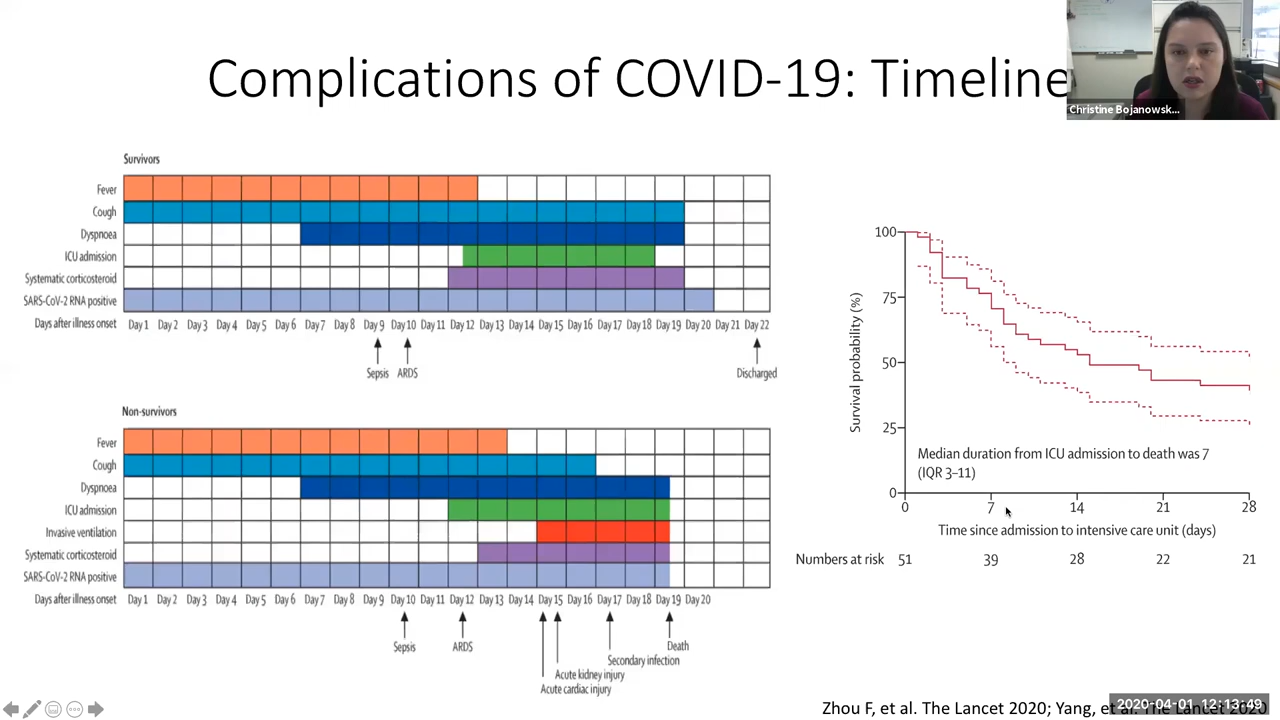 Complications of COVID-19: Timeline
Christine Bojanowsk...
Survivors
Fever
Cough
Dyspnoea
ICU admission
Systematic corticosteroid
SARS-CoV-2 RNA positive
Days after illness onset Day 1 Day 2 Day 3 Day 4 Day 5 Day 6 Day 7 Day 8 Day 9 Day 10 Day 11 Day 12 Day 13 Day 14 Day 15 Day 16 Day 17 Day 18 Day 19 Day 20 Day 21 Day 22
Sepsis ARDS Discharged
Non-survivors
Fever
Cough
Dyspnoea
ICU admission
Invasive ventilation
Systematic corticosteroid
SARS-CoV-2 RNA positive
Days after illness onset Day 1 Day 2 Day 3 Day 4 Day 5 Day 6 Day 7 Day 8 Day 9 Day 10 Day 11 Day 12 Day 13 Day 14 Day 15 Day 16 Day 17 Day 18 Day 19 Day 20
Sepsis ARDS Death
Secondary infection
Acute kidney injury
Acute cardiac injury
Survival probability (%)
100
75
50
25
0
Median duration from ICU admission to death was 7
(IQR 3–11)
0 7 14 21 28
Time since admission to intensive care unit (days)
Numbers at risk 51 39 28 22 21
Zhou F, et al. The Lancet 2020; Yang, et al. The Lancet 2020
2020-04-01 12:13:49